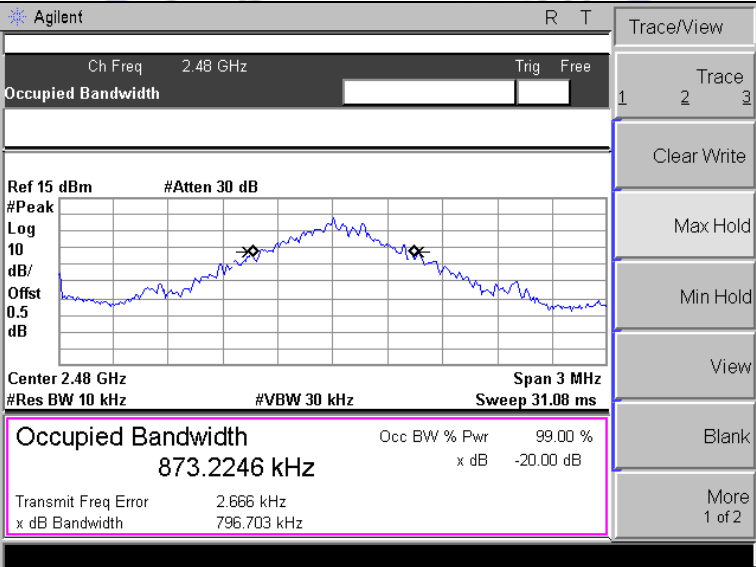 Agilent R T
Trace/View
Ch Freq 2.48 GHz Trig Free
Occupied Bandwidth
Trace
1 2 3
Clear Write
Ref 15 dBm #Atten 30 dB
#Peak
Log
10
dB/
Offst
0.5
dB
Max Hold
Min Hold
Center 2.48 GHz Span 3 MHz
#Res BW 10 kHz #VBW 30 kHz Sweep 31.08 ms
View
Occupied Bandwidth
873.2246 kHz
Occ BW % Pwr 99.00 %
x dB -20.00 dB
Transmit Freq Error 2.666 kHz
x dB Bandwidth 796.703 kHz
Blank
More
1 of 2